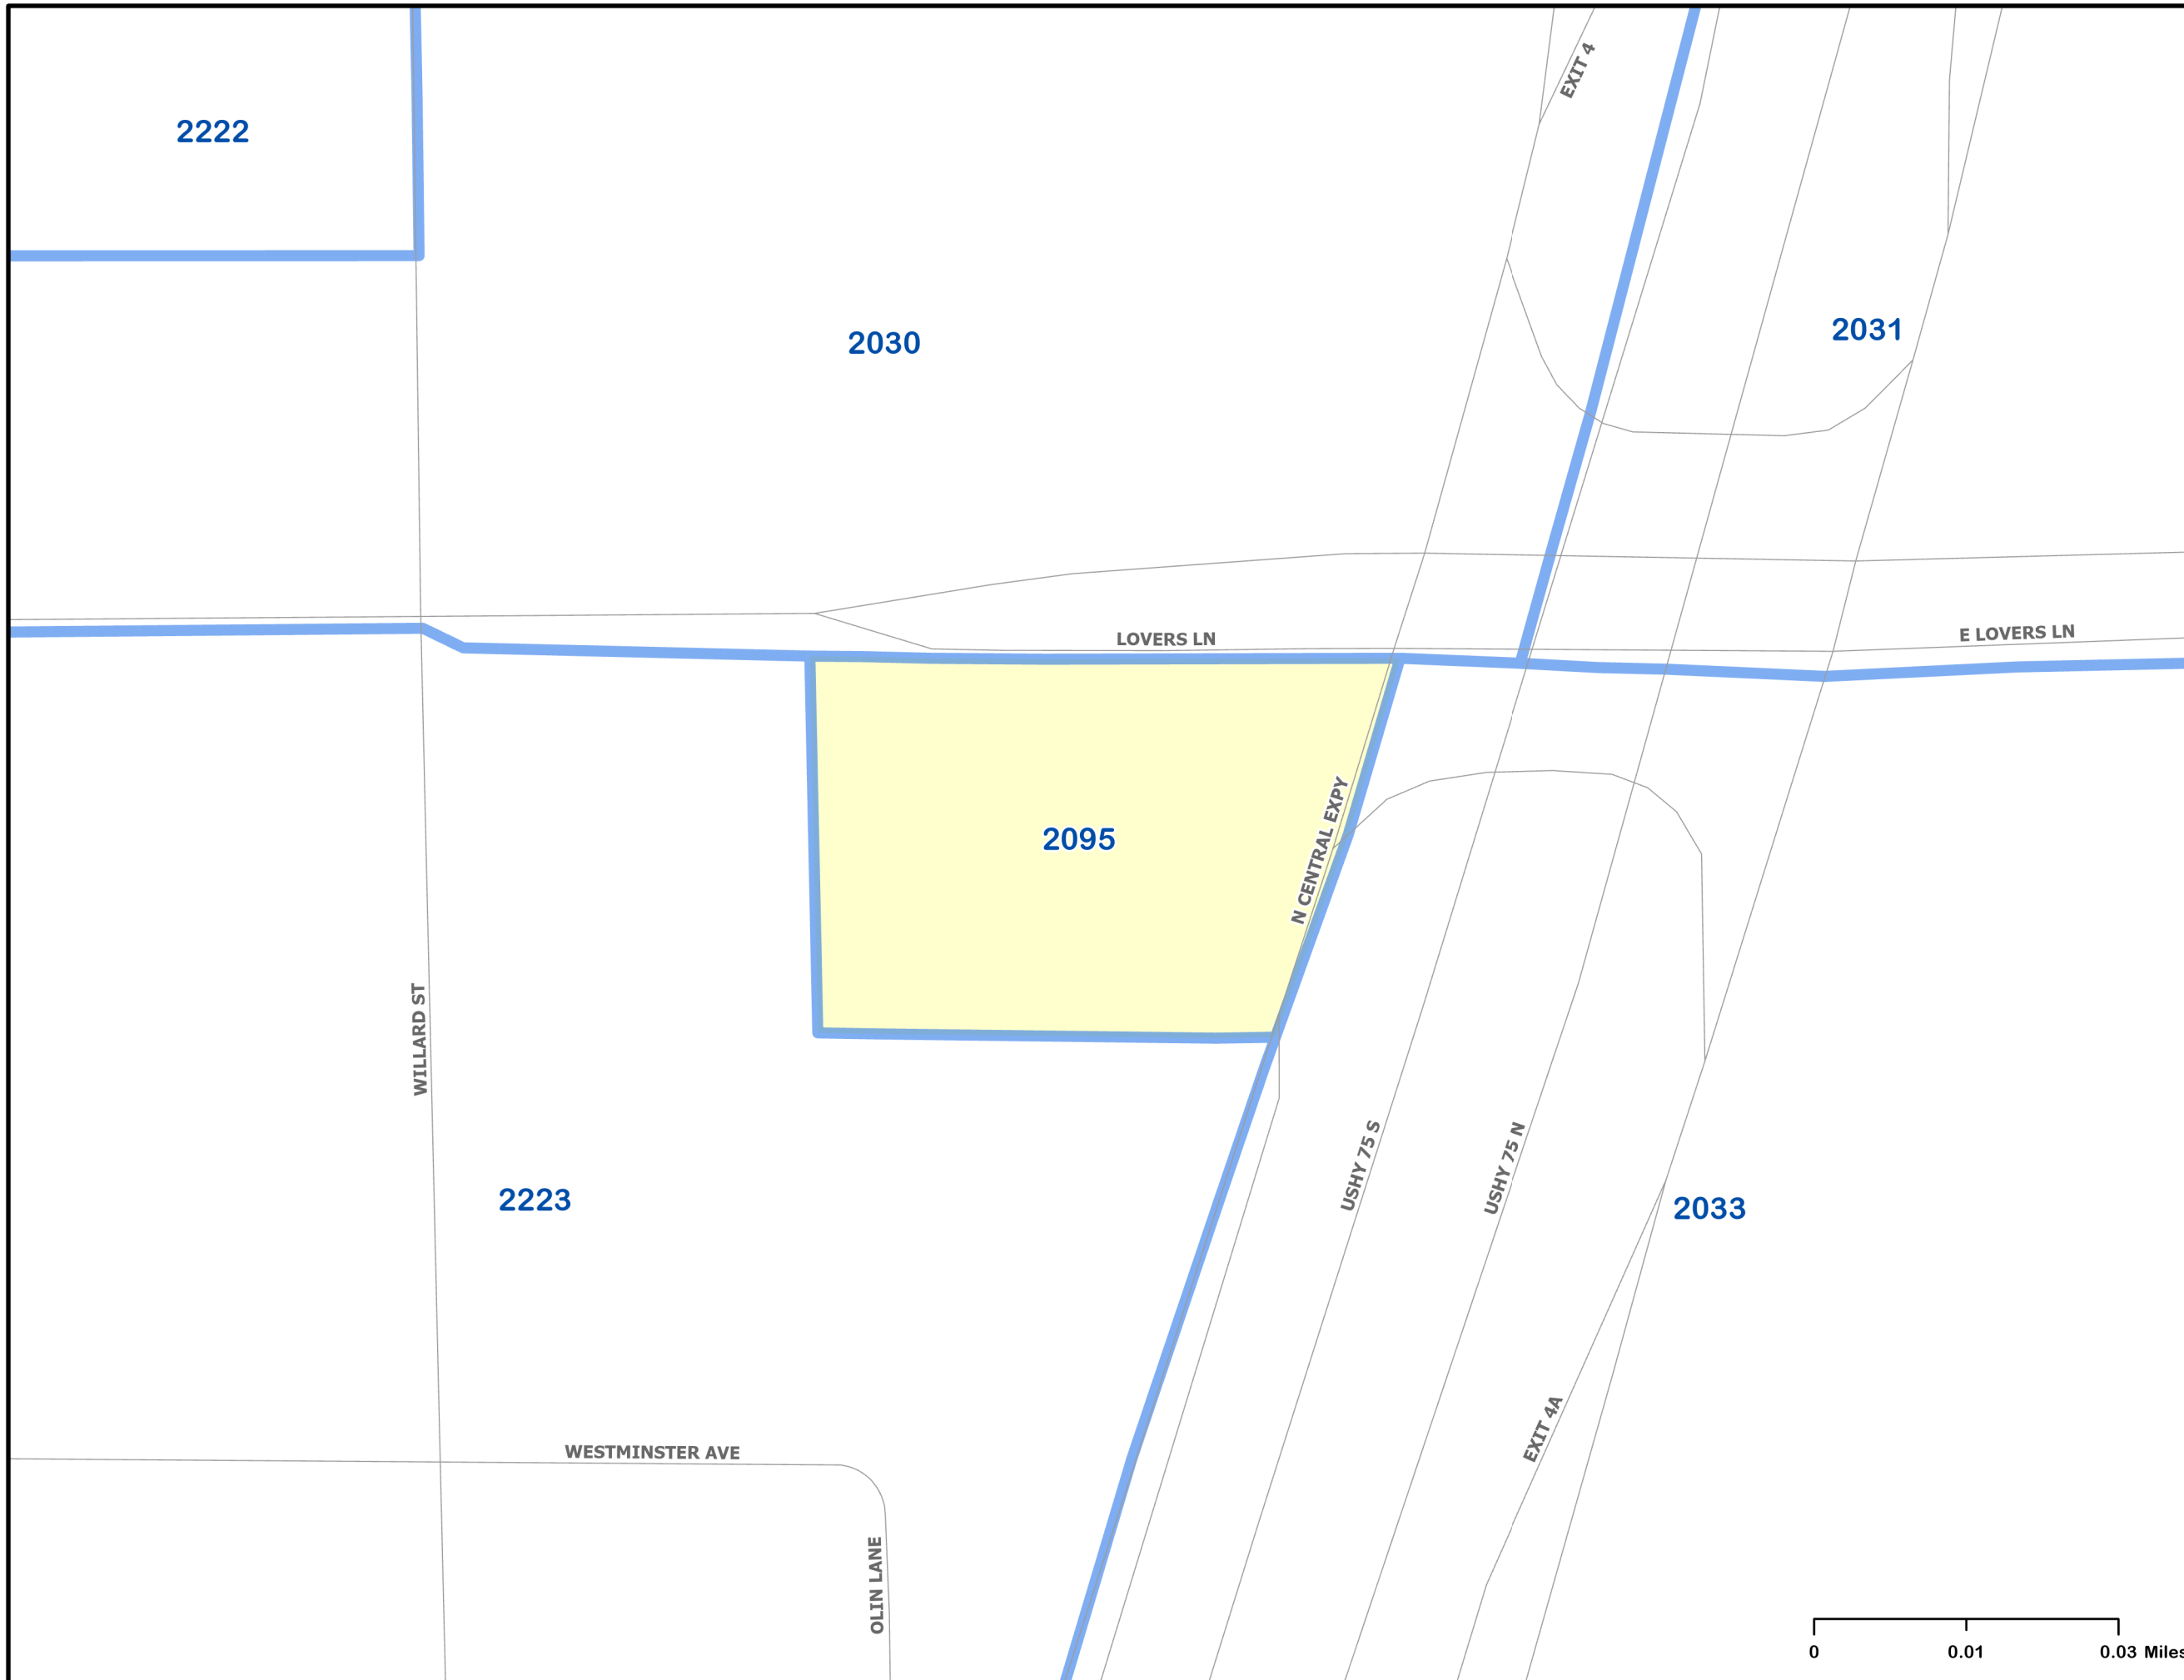 EXIT 4
2222
2031
2030
E LOVERS LN
LOVERS LN
2095
N CENTRAL EXPY
WILLARD ST
USHY 75 S
USHY 75 N
2223
2033
EXIT 4A
WESTMINSTER AVE
OLIN LANE
0 0.01 0.03 Miles